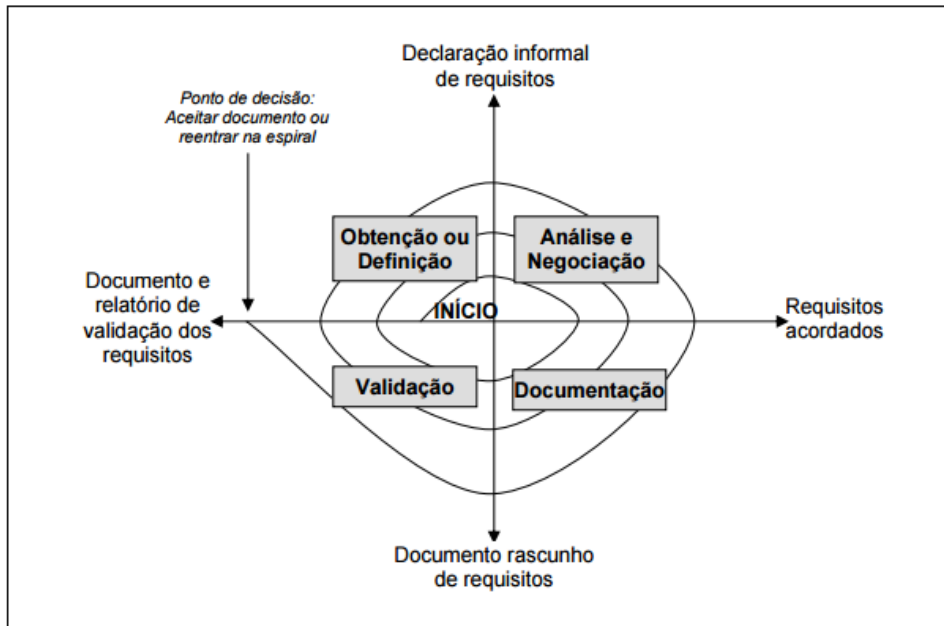 Declaração informal
de requisitos
Ponto de decisão:
Aceitar documento ou
reentrar na espiral
Obtenção ou
Definição
Análise e
Negociação
Documento e
relatório de
validação dos
requisitos
INÍCIO
Requisitos
acordados
Validação
Documentação
Documento rascunho
de requisitos